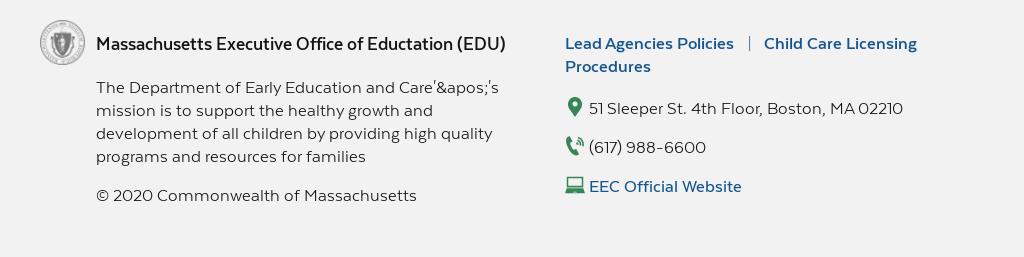 Massachusetts Executive Office of Eductation (EDU)
The Department of Early Education and Care'&apos;'s
mission is to support the healthy growth and
development of all children by providing high quality
programs and resources for families
© 2020 Commonwealth of Massachusetts
Lead Agencies Policies | Child Care Licensing
Procedures
51 Sleeper St. 4th Floor, Boston, MA 02210
(617) 988-6600
EEC Official Website